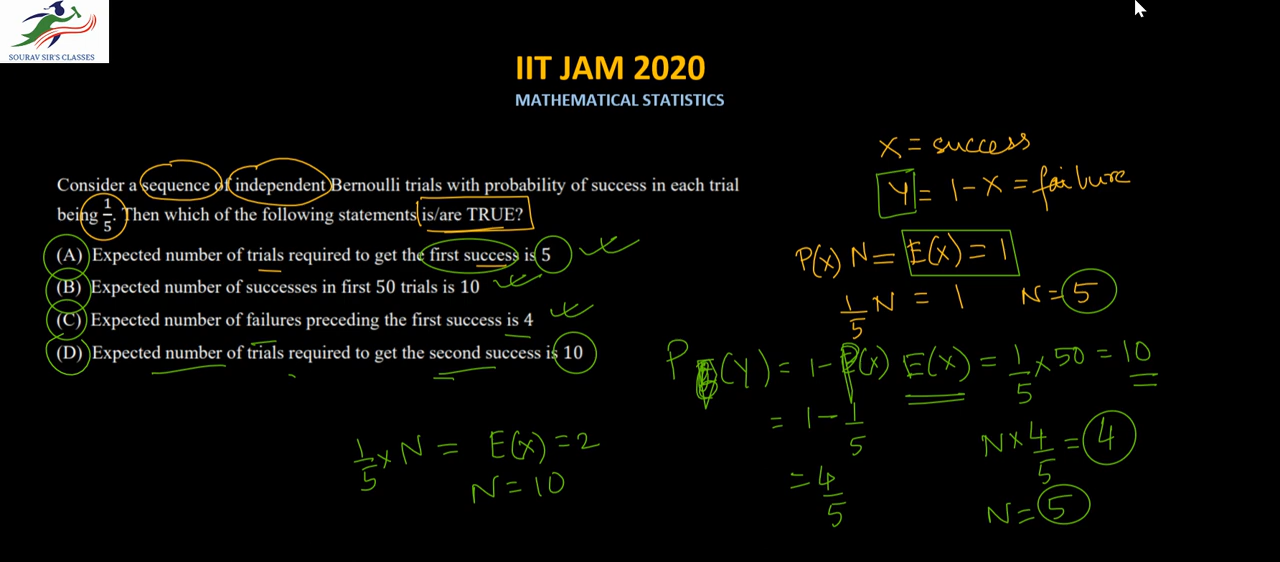 SOURAV SIR'S CLASSES
IIT JAM 2020
MATHEMATICAL STATISTICS
Consider a sequence of independent Bernoulli trials with probability of success in each trial
being 1/5. Then which of the following statements is/are TRUE?
(A) Expected number of trials required to get the first success is 5
(B) Expected number of successes in first 50 trials is 10
(C) Expected number of failures preceding the first success is 4
(D) Expected number of trials required to get the second success is 10
X = success
Y = 1 - X = failure
P(X) N = E(X) = 1
1/5 N = 1 N = 5
P (Y) = 1 - P(X) E(X) = 1/5 × 50 = 10
= 1 - 1/5
= 4/5
N × 4/5 = 4
N = 5
1/5 × N = E(X) = 2
N = 10